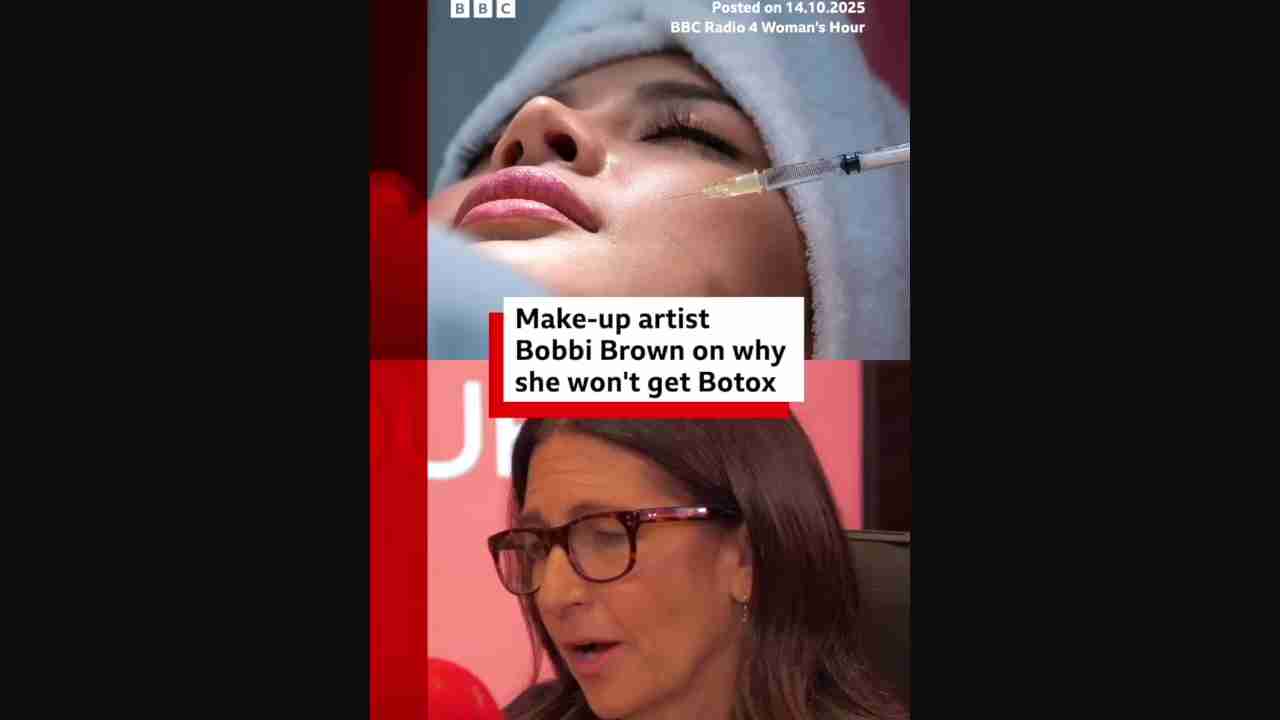 BBC
Posted on 14.10.2025
BBC Radio 4 Woman's Hour
Make-up artist
Bobbi Brown on why
she won't get Botox